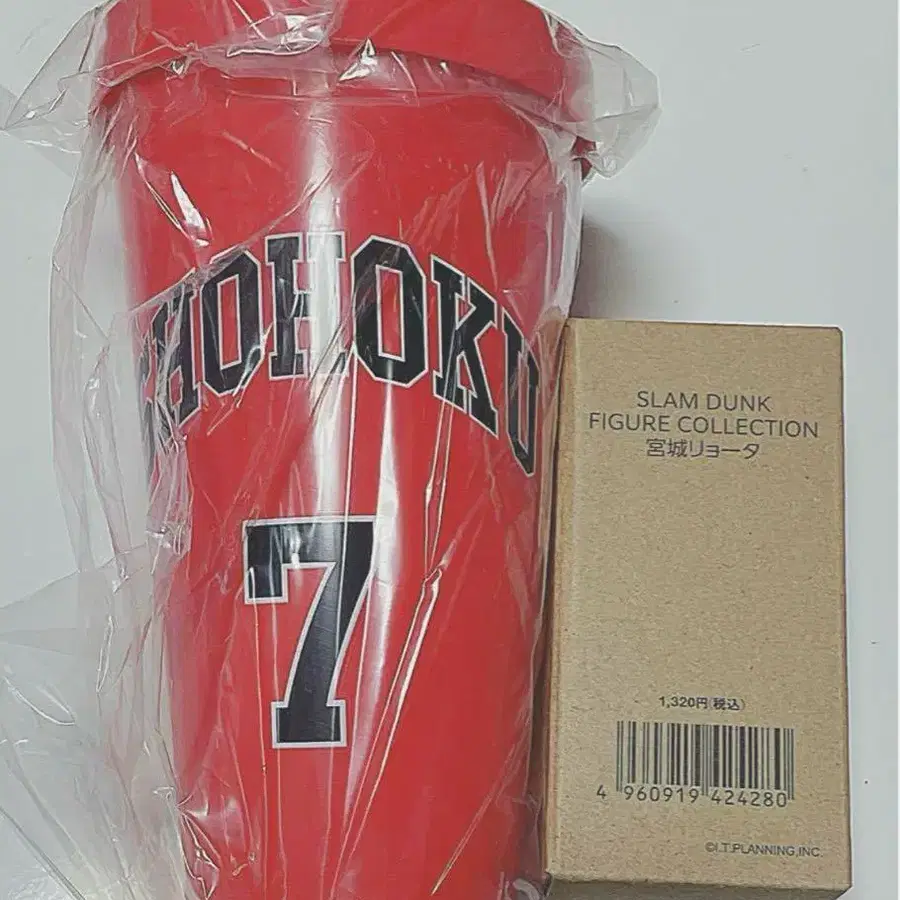 SHOHOKU
7
SLAM DUNK
FIGURE COLLECTION
宮城リョータ
1,320円(税込)
4 960919 424280
©I.T.PLANNING,INC.